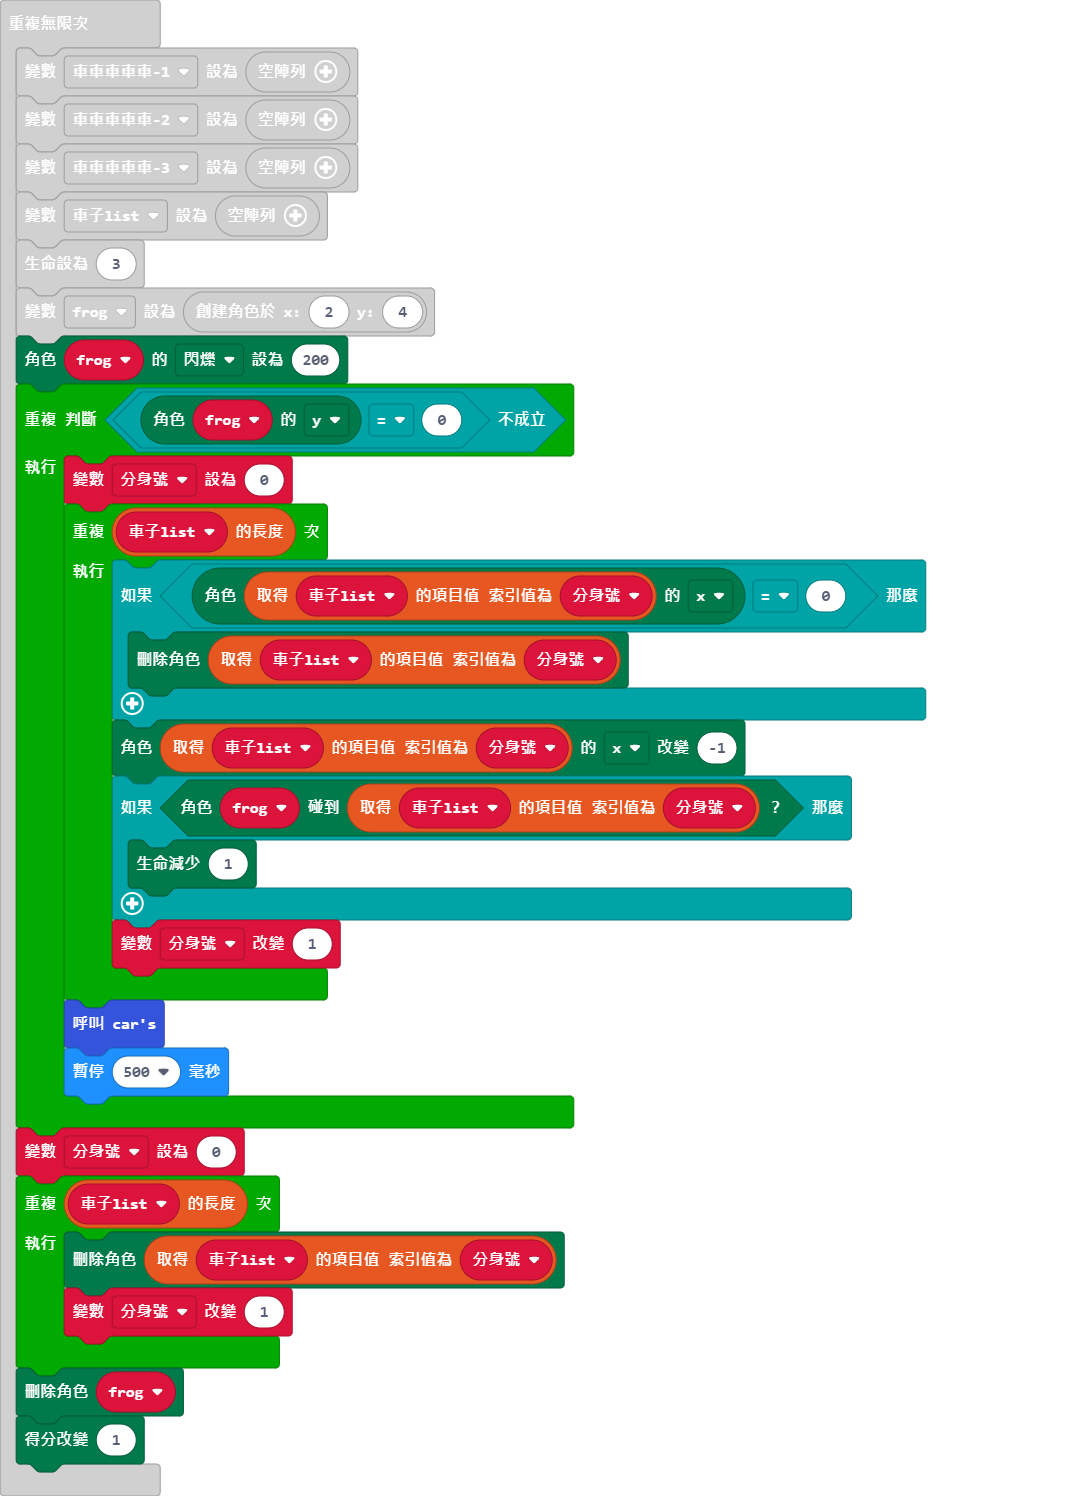 重複無限次
變數 車車車車車-1 設為 空陣列
變數 車車車車車-2 設為 空陣列
變數 車車車車車-3 設為 空陣列
變數 車子list 設為 空陣列
生命設為 3
變數 frog 設為 創建角色於 x: 2 y: 4
角色 frog 的 閃爍 設為 200
重複 判斷 角色 frog 的 y = 0 不成立
執行
變數 分身號 設為 0
重複 車子list 的長度 次
執行
如果 角色 取得 車子list 的項目值 索引值為 分身號 的 x = 0 那麼
刪除角色 取得 車子list 的項目值 索引值為 分身號
角色 取得 車子list 的項目值 索引值為 分身號 的 x 改變 -1
如果 角色 frog 碰到 取得 車子list 的項目值 索引值為 分身號 ? 那麼
生命減少 1
變數 分身號 改變 1
呼叫 car's
暫停 500 毫秒
變數 分身號 設為 0
重複 車子list 的長度 次
執行
刪除角色 取得 車子list 的項目值 索引值為 分身號
變數 分身號 改變 1
刪除角色 frog
得分改變 1